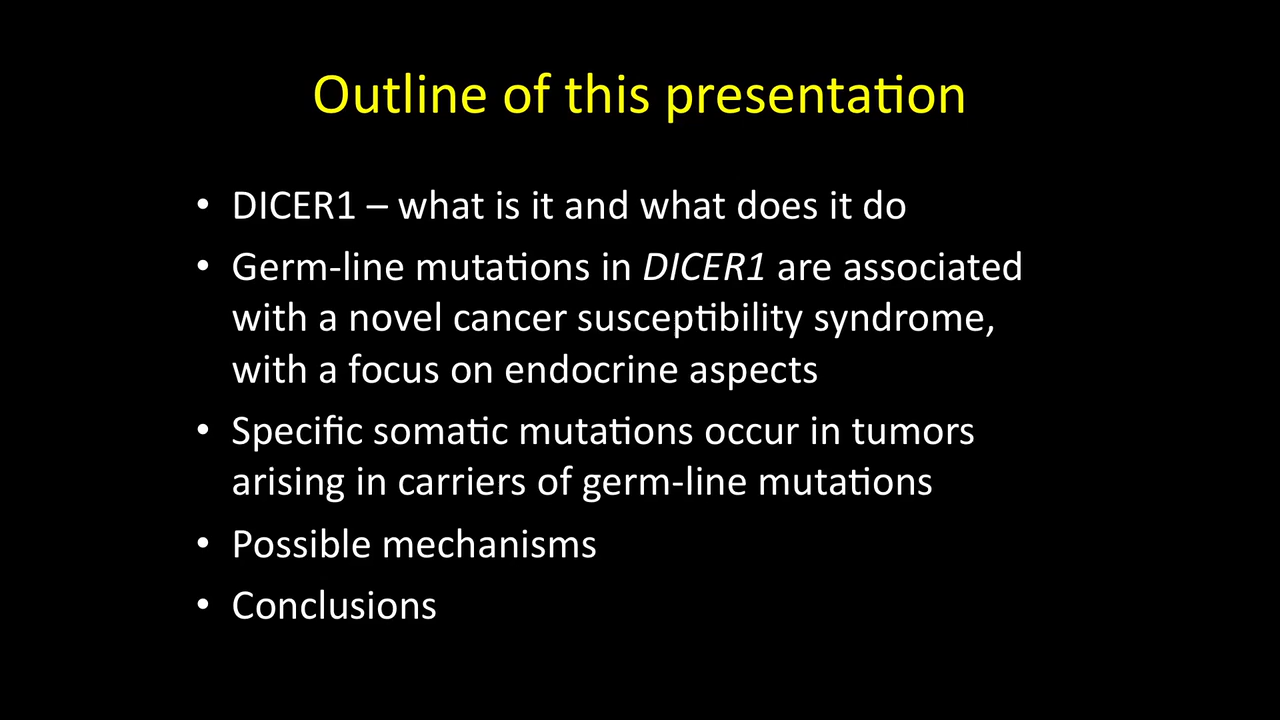 Outline of this presentation
• DICER1 – what is it and what does it do
• Germ-line mutations in DICER1 are associated
with a novel cancer susceptibility syndrome,
with a focus on endocrine aspects
• Specific somatic mutations occur in tumors
arising in carriers of germ-line mutations
• Possible mechanisms
• Conclusions